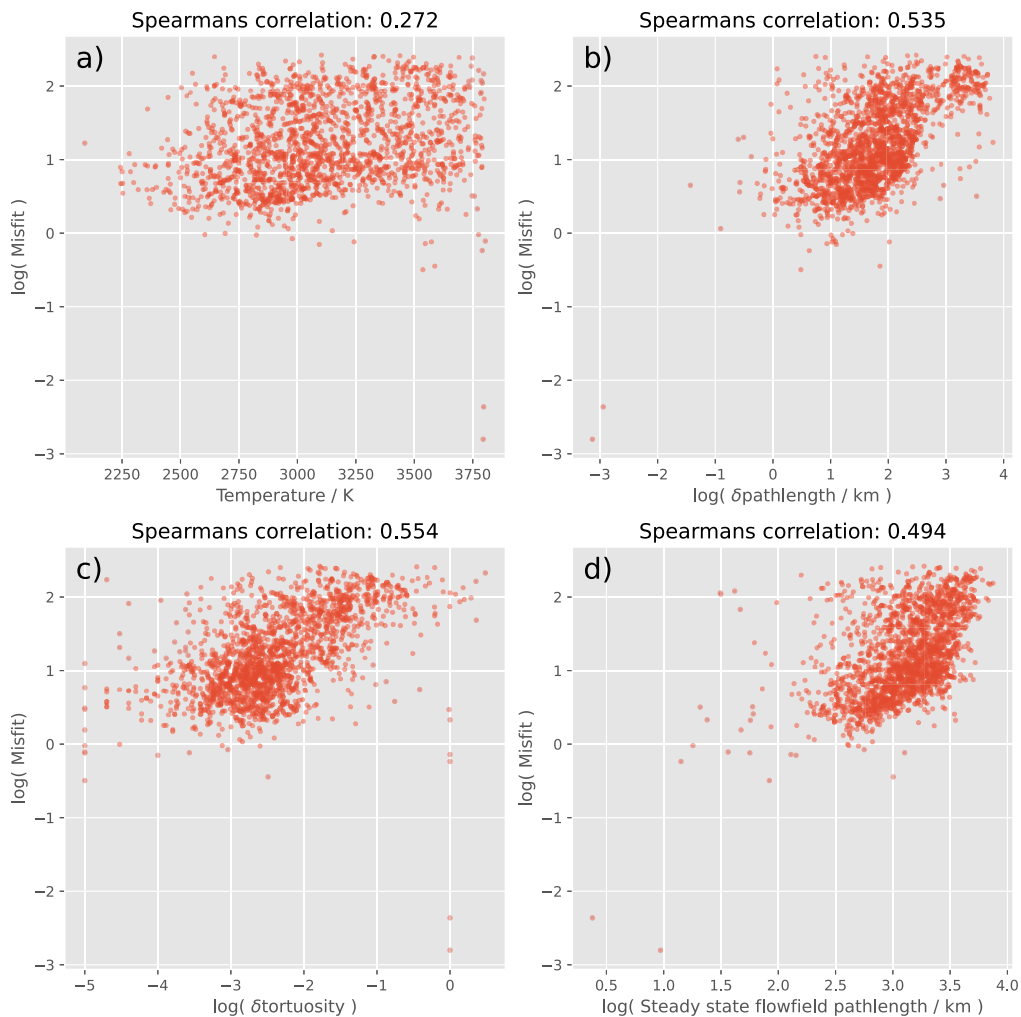 Spearmans correlation: 0.272
a)
log( Misfit )
2
1
0
−1
−2
−3
2250 2500 2750 3000 3250 3500 3750
Temperature / K
Spearmans correlation: 0.535
b)
log( Misfit )
2
1
0
−1
−2
−3
−3 −2 −1 0 1 2 3 4
log( δpathlength / km )
Spearmans correlation: 0.554
c)
log( Misfit)
2
1
0
−1
−2
−3
−5 −4 −3 −2 −1 0
log( δtortuosity )
Spearmans correlation: 0.494
d)
log( Misfit )
2
1
0
−1
−2
−3
0.5 1.0 1.5 2.0 2.5 3.0 3.5 4.0
log( Steady state flowfield pathlength / km )